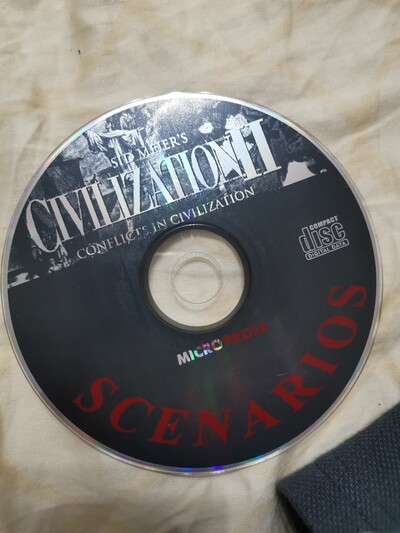 SID MEIER'S
CIVILIZATION II
CONFLICTS IN CIVILIZATION
COMPACT
disc
DIGITAL DATA
MICROPROSE
SCENARIOS